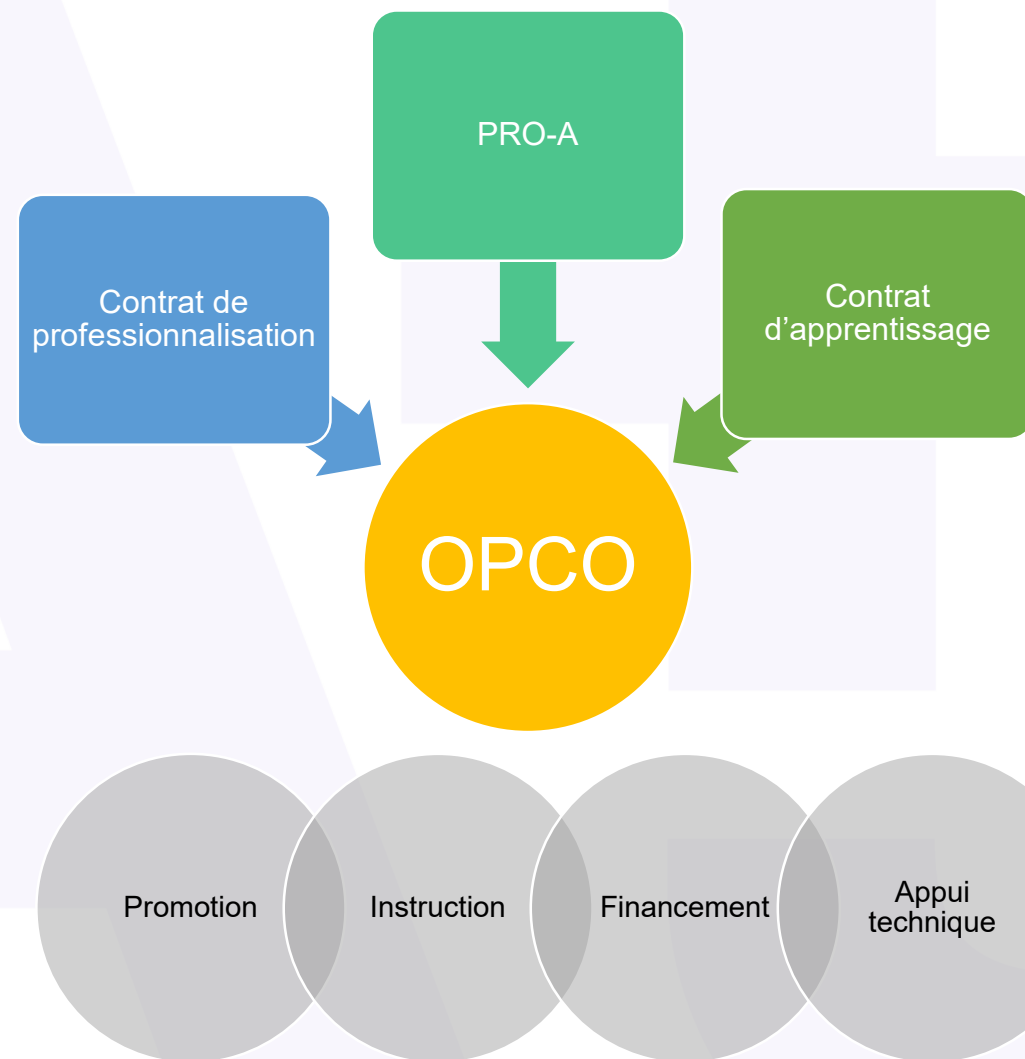 PRO-A
Contrat de
professionnalisation
Contrat
d’apprentissage
OPCO
Promotion
Instruction
Financement
Appui
technique